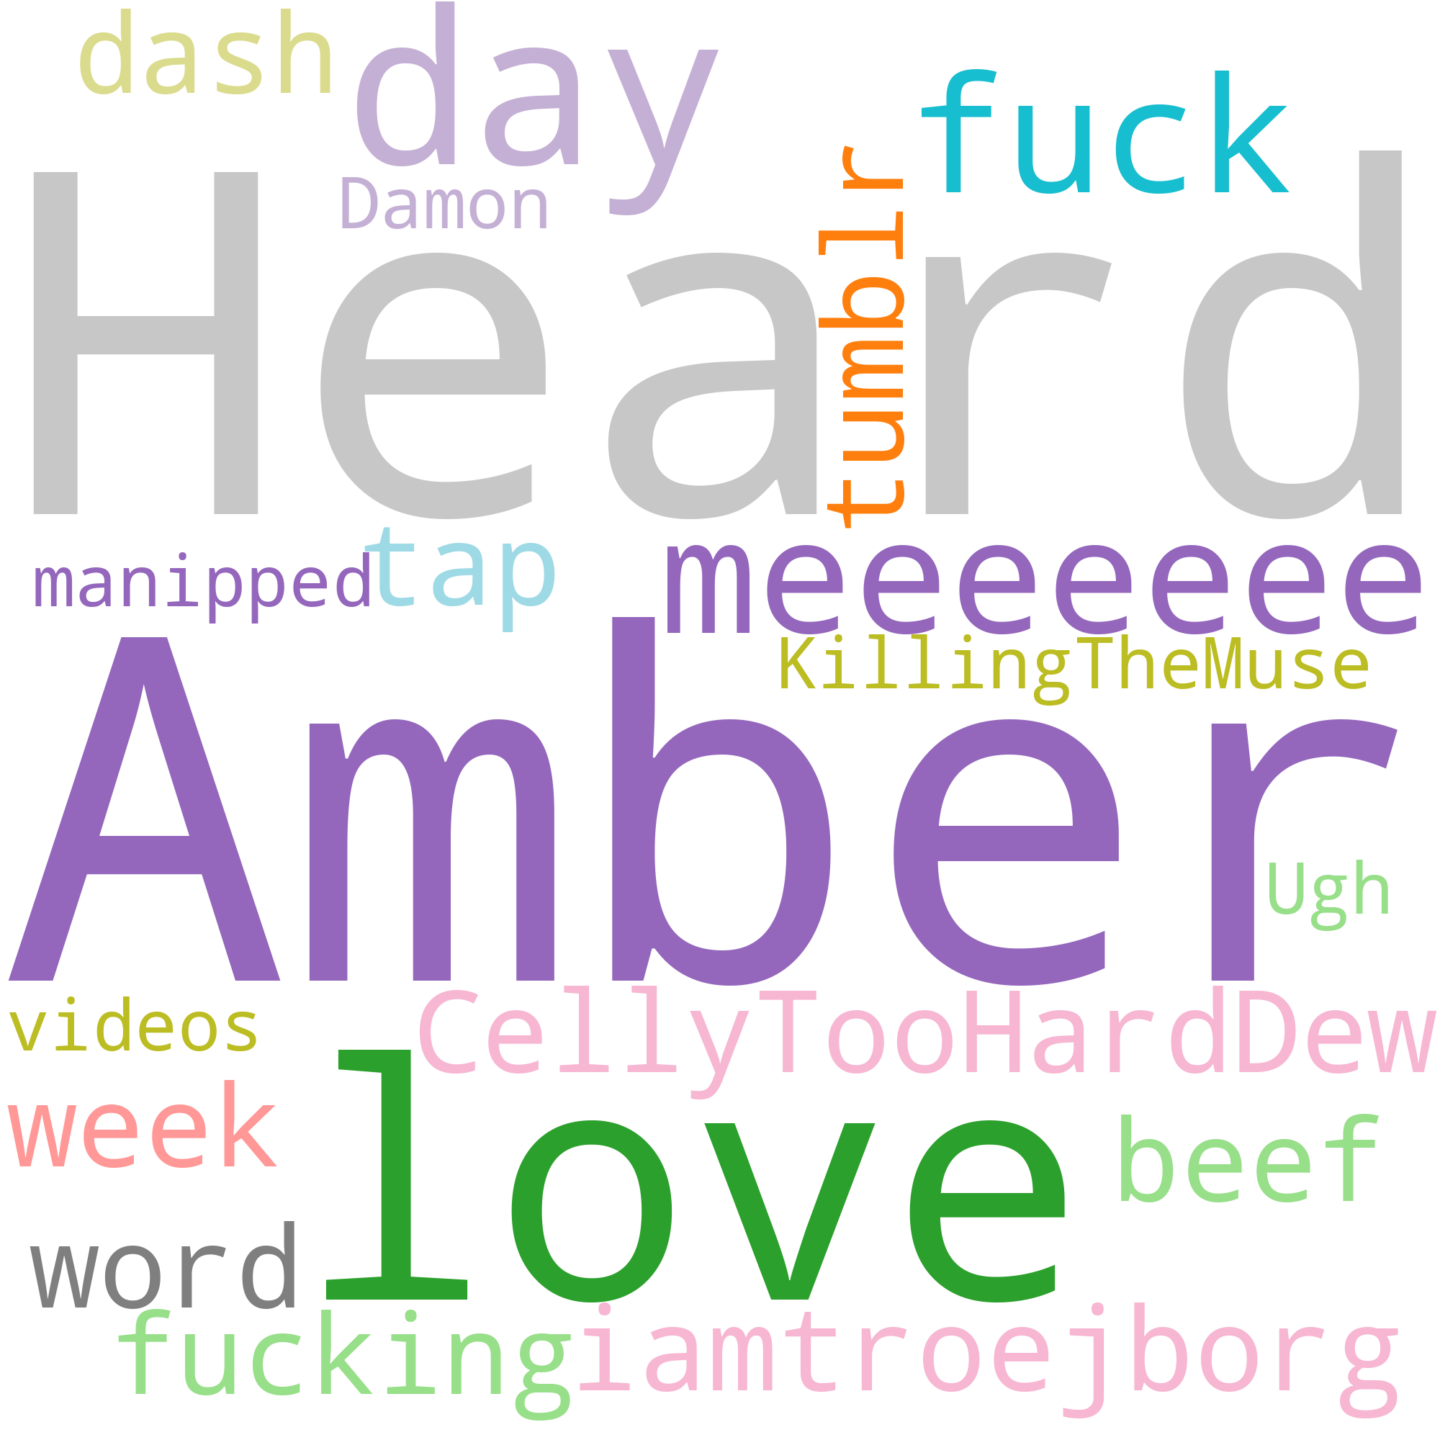 dash
day
fuck
Damon
tumblr
Heard
tap
manipped
meeeeeee
KillingTheMuse
Amber
Ugh
videos
CellyTooHardDew
love
week
beef
word
fucking
iamtroejborg